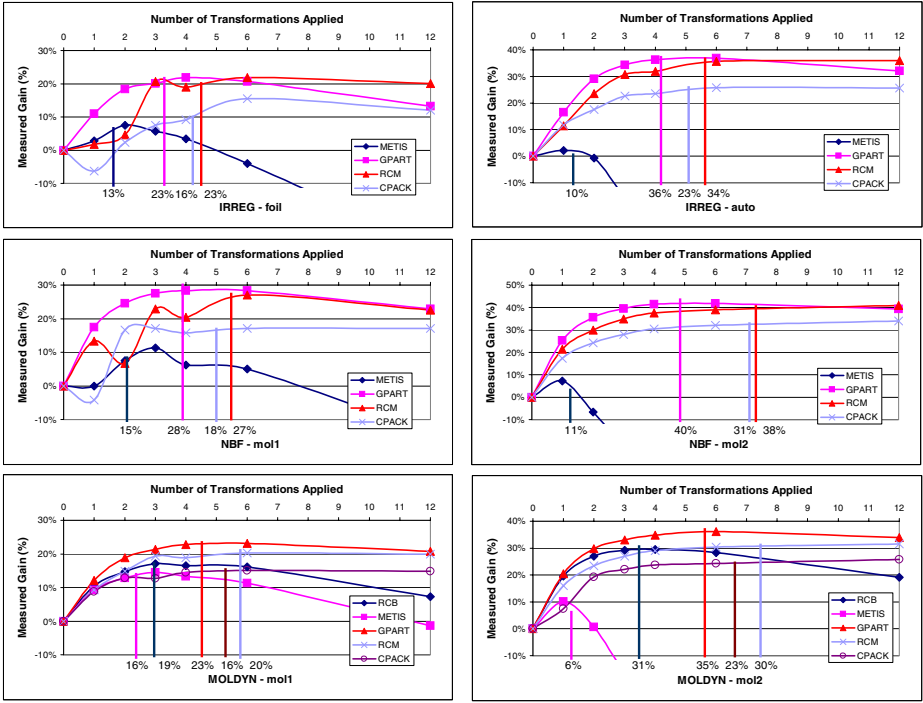 Number of Transformations Applied
0 1 2 3 4 5 6 7 8 9 10 11 12
Measured Gain (%)
30%
20%
10%
0%
-10%
METIS
GPART
RCM
CPACK
13% 23% 16% 23%
IRREG - foil
Number of Transformations Applied
0 1 2 3 4 5 6 7 8 9 10 11 12
Measured Gain (%)
40%
30%
20%
10%
0%
-10%
METIS
GPART
RCM
CPACK
10% 36% 23% 34%
IRREG - auto
Number of Transformations Applied
0 1 2 3 4 5 6 7 8 9 10 11 12
Measured Gain (%)
30%
20%
10%
0%
-10%
METIS
GPART
RCM
CPACK
15% 28% 18% 27%
NBF - mol1
Number of Transformations Applied
0 1 2 3 4 5 6 7 8 9 10 11 12
Measured Gain (%)
50%
40%
30%
20%
10%
0%
-10%
METIS
GPART
RCM
CPACK
11% 40% 31% 38%
NBF - mol2
Number of Transformations Applied
0 1 2 3 4 5 6 7 8 9 10 11 12
Measured Gain (%)
30%
20%
10%
0%
-10%
RCB
METIS
GPART
RCM
CPACK
16% 19% 23% 16% 20%
MOLDYN - mol1
Number of Transformations Applied
0 1 2 3 4 5 6 7 8 9 10 11 12
Measured Gain (%)
40%
30%
20%
10%
0%
-10%
RCB
METIS
GPART
RCM
CPACK
6% 31% 35% 23% 30%
MOLDYN - mol2